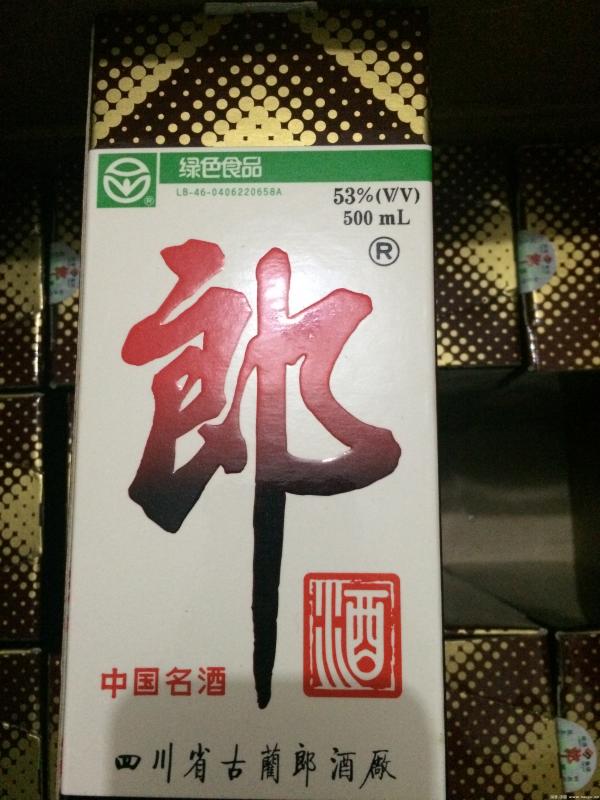 绿色食品
LB-46-0406220658A
53%(V/V)
500 mL
®
郎
酒
中国名酒
四川省古蔺郎酒厰